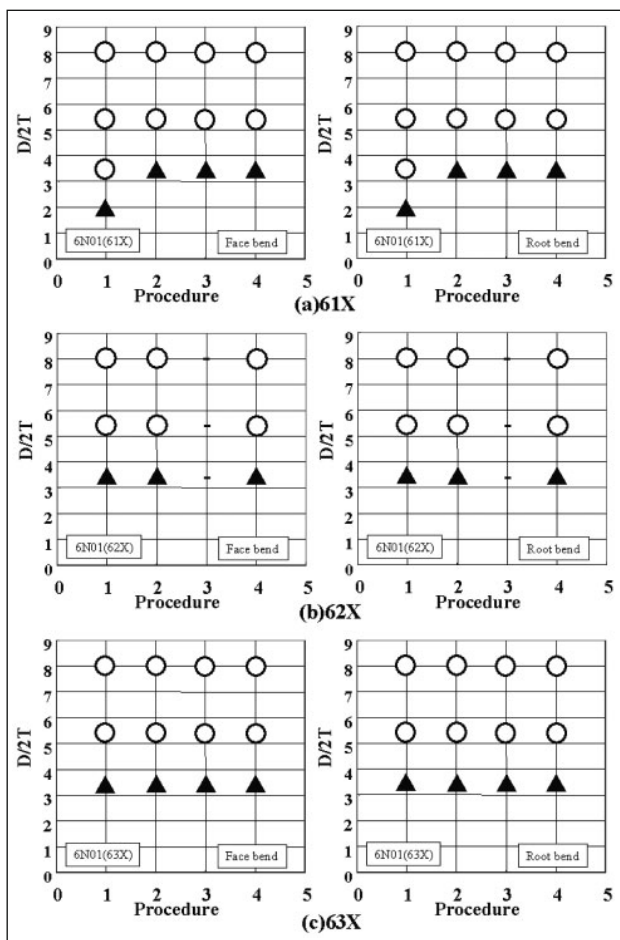 9
8
7
6
5
4
3
2
1
0
D/2T
6N01(61X)
Face bend
0 1 2 3 4 5
Procedure
9
8
7
6
5
4
3
2
1
0
D/2T
6N01(61X)
Root bend
0 1 2 3 4 5
Procedure
(a)61X
9
8
7
6
5
4
3
2
1
0
D/2T
6N01(62X)
Face bend
0 1 2 3 4 5
Procedure
9
8
7
6
5
4
3
2
1
0
D/2T
6N01(62X)
Root bend
0 1 2 3 4 5
Procedure
(b)62X
9
8
7
6
5
4
3
2
1
0
D/2T
6N01(63X)
Face bend
0 1 2 3 4 5
Procedure
9
8
7
6
5
4
3
2
1
0
D/2T
6N01(63X)
Root bend
0 1 2 3 4 5
Procedure
(c)63X